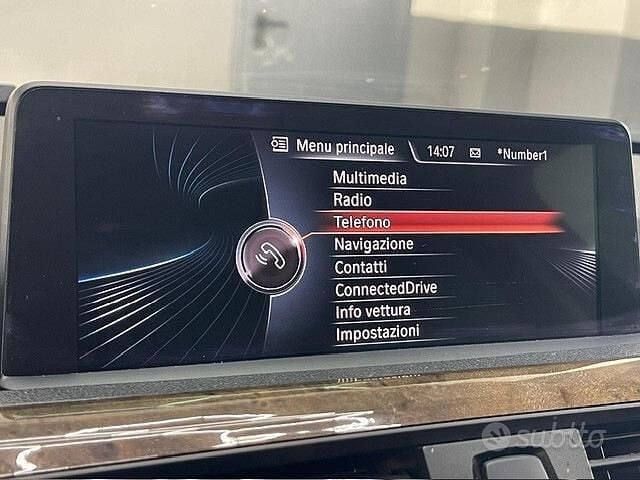 Menu principale 14:07 *Number1
Multimedia
Radio
Telefono
Navigazione
Contatti
ConnectedDrive
Info vettura
Impostazioni
subito